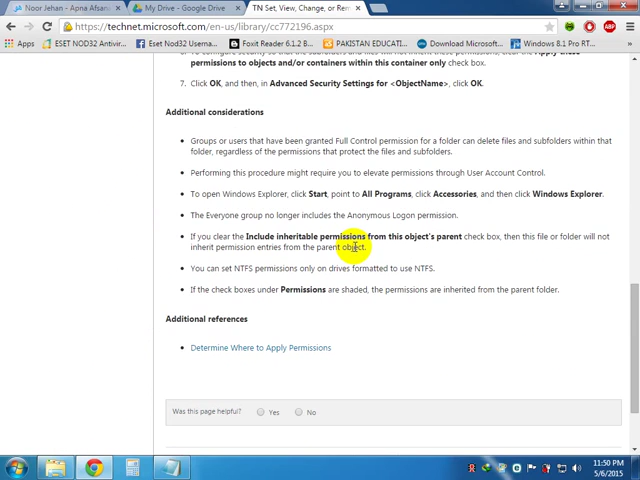 Noor Jehan - Apna Afsan
My Drive - Google Drive
TN Set, View, Change, or Rem
https://technet.microsoft.com/en-us/library/cc772196.aspx
Apps
ESET NOD32 Antivir
Eset Nod32 Userna
Foxit Reader 6.1.2 B
PAKISTAN EDUCATI
Download Microsoft
Windows 8.1 Pro RT
permissions to objects and/or containers within this container only check box.
7. Click OK, and then, in Advanced Security Settings for <ObjectName>, click OK.
Additional considerations
Groups or users that have been granted Full Control permission for a folder can delete files and subfolders within that
folder, regardless of the permissions that protect the files and subfolders.
Performing this procedure might require you to elevate permissions through User Account Control.
To open Windows Explorer, click Start, point to All Programs, click Accessories, and then click Windows Explorer.
The Everyone group no longer includes the Anonymous Logon permission.
If you clear the Include inheritable permissions from this object's parent check box, then this file or folder will not
inherit permission entries from the parent object.
You can set NTFS permissions only on drives formatted to use NTFS.
If the check boxes under Permissions are shaded, the permissions are inherited from the parent folder.
Additional references
Determine Where to Apply Permissions
Was this page helpful?
Yes
No
11:50 PM
5/6/2015